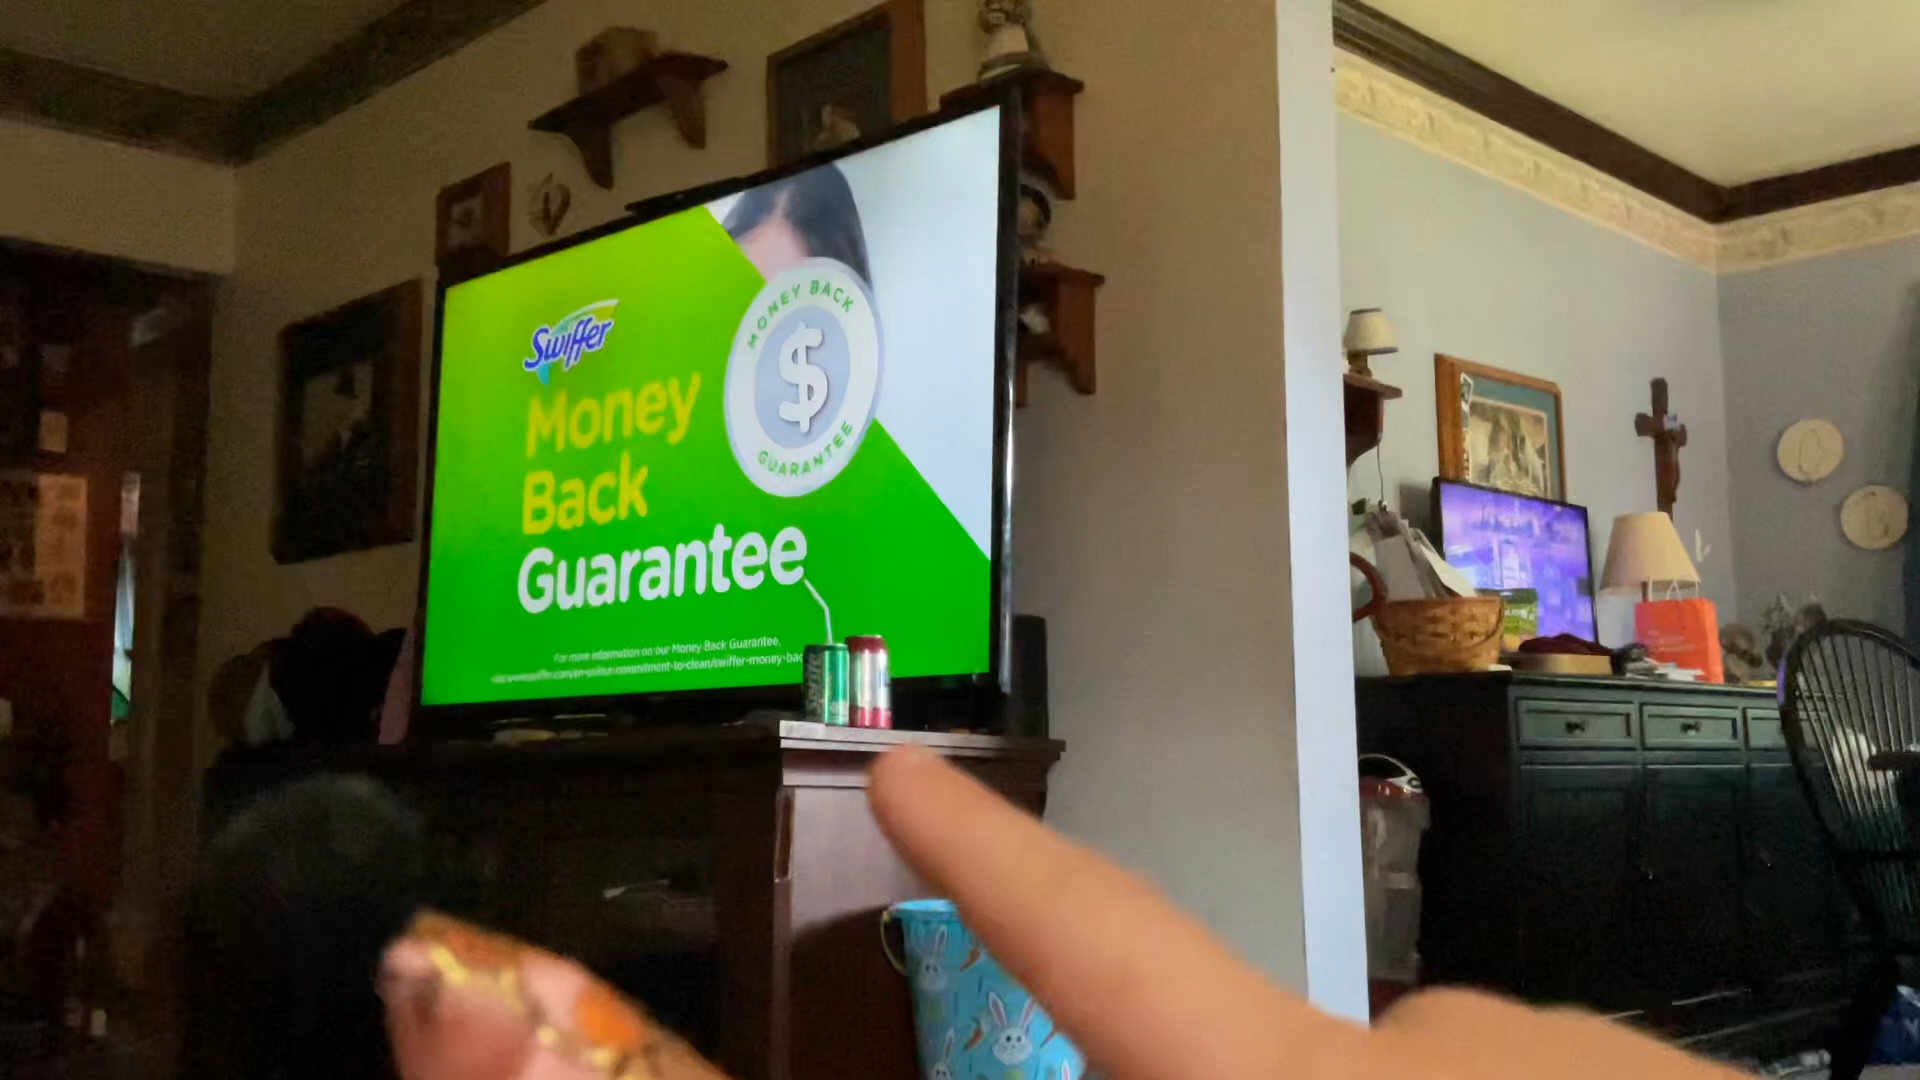 Swiffer
MONEY BACK
$
GUARANTEE
Money
Back
Guarantee
For more information on our Money Back Guarantee,